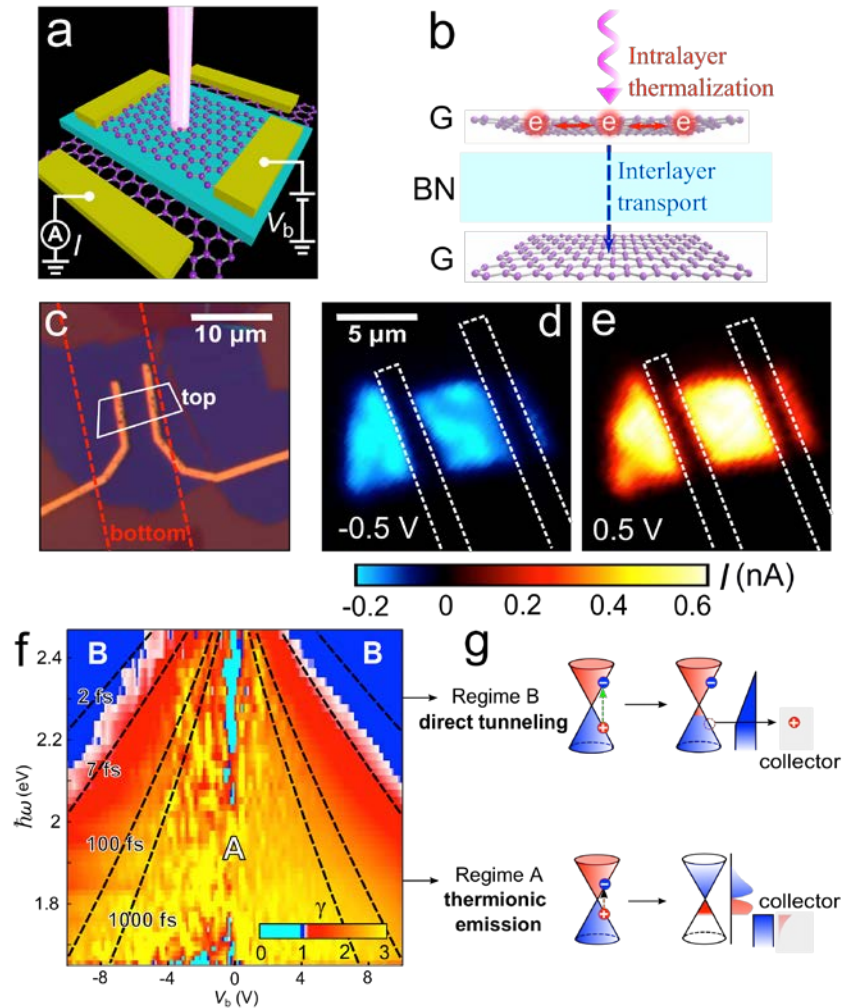 a
A
I
Vb
b
Intralayer
thermalization
G
e e e
BN
Interlayer
transport
G
c
10 μm
top
bottom
d
5 μm
-0.5 V
e
0.5 V
I (nA)
-0.2 0 0.2 0.4 0.6
f
B B
2 fs
7 fs
100 fs
1000 fs
A
γ
0 1 2 3
ħω (eV)
2.4
2.2
2
1.8
-8 -4 0 4 8
Vb (V)
g
Regime B
direct tunneling
− + − +
collector
Regime A
thermionic
emission
− +
collector